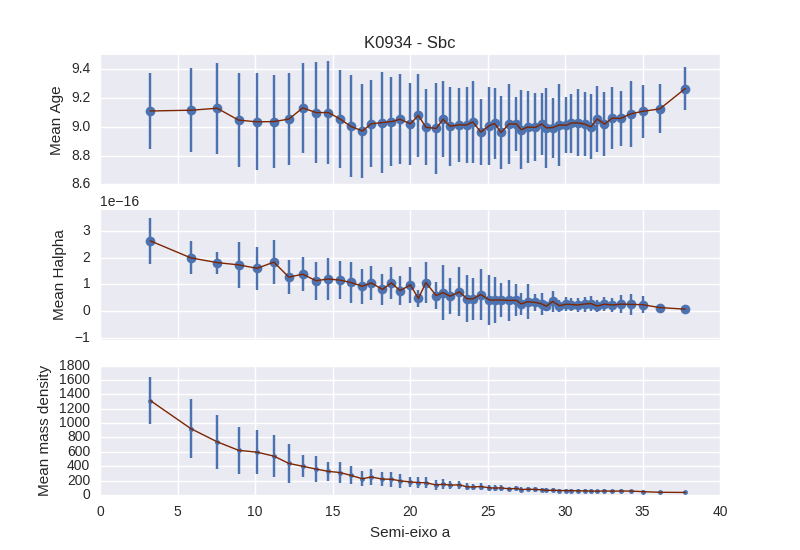 K0934 - Sbc
Mean Age
9.4
9.2
9.0
8.8
8.6
1e−16
Mean Halpha
3
2
1
0
−1
Mean mass density
1800
1600
1400
1200
1000
800
600
400
200
0
0 5 10 15 20 25 30 35 40
Semi-eixo a